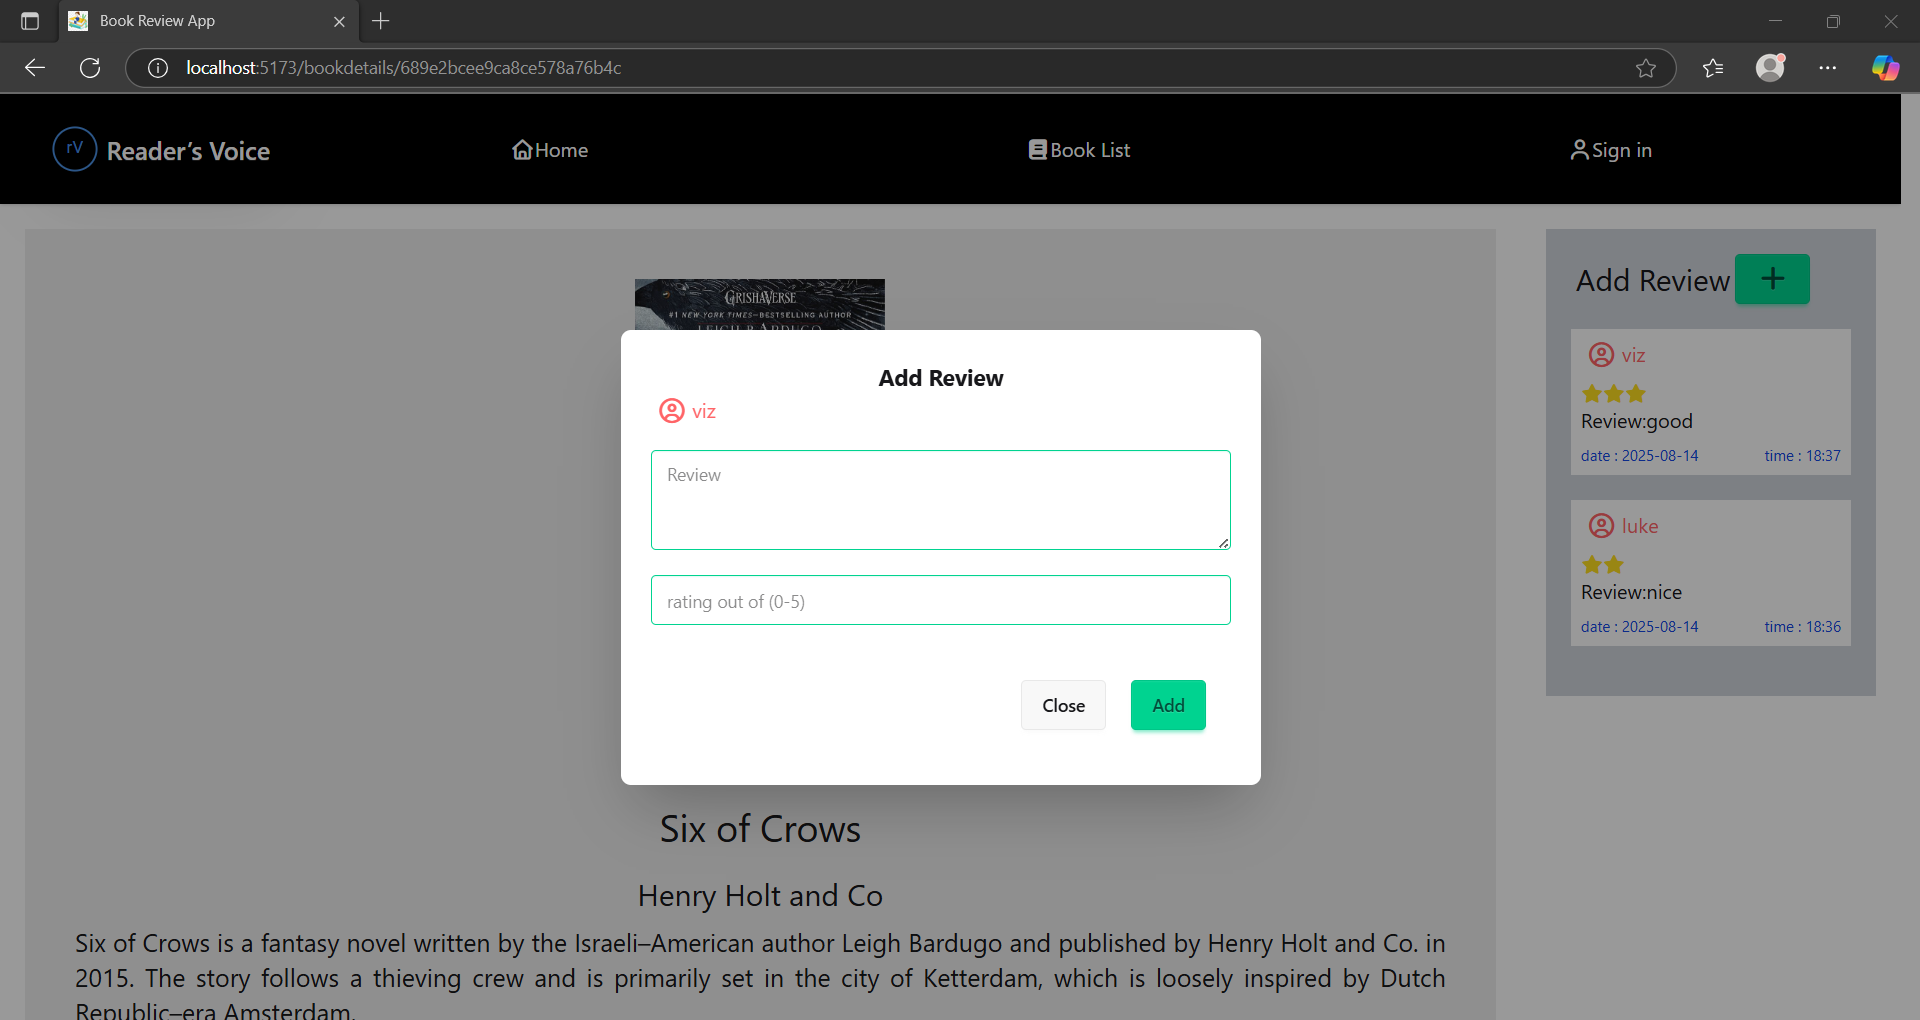 Book Review App
localhost:5173/bookdetails/689e2bcee9ca8ce578a76b4c
rV Reader’s Voice
Home
Book List
Sign in
GRISHAVERSE
#1 NEW YORK TIMES–BESTSELLING AUTHOR
LEIGH BARDUGO
Add Review
viz
Review
rating out of (0-5)
Close
Add
Six of Crows
Henry Holt and Co
Six of Crows is a fantasy novel written by the Israeli–American author Leigh Bardugo and published by Henry Holt and Co. in
2015. The story follows a thieving crew and is primarily set in the city of Ketterdam, which is loosely inspired by Dutch
Republic–era Amsterdam.
Add Review
viz
Review:good
date : 2025-08-14 time : 18:37
luke
Review:nice
date : 2025-08-14 time : 18:36